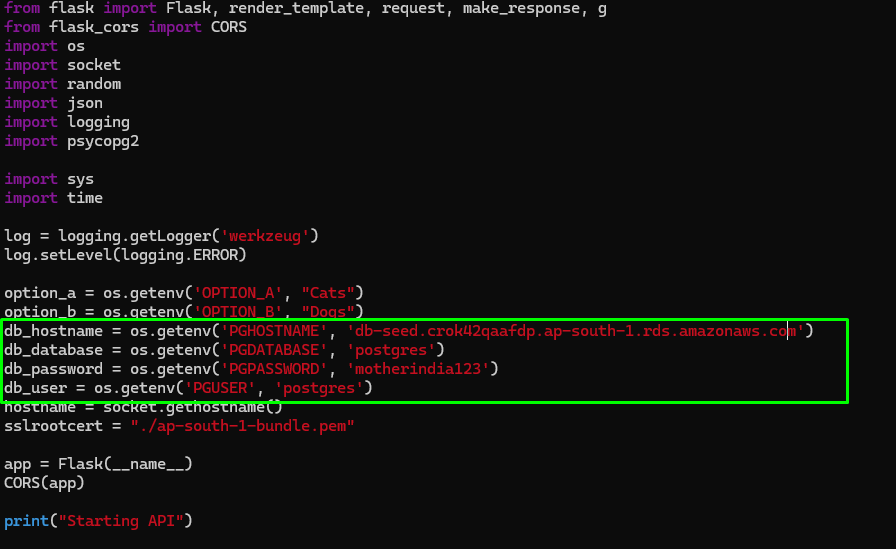 from flask import Flask, render_template, request, make_response, g
from flask_cors import CORS
import os
import socket
import random
import json
import logging
import psycopg2
import sys
import time
log = logging.getLogger('werkzeug')
log.setLevel(logging.ERROR)
option_a = os.getenv('OPTION_A', "Cats")
option_b = os.getenv('OPTION_B', "Dogs")
db_hostname = os.getenv('PGHOSTNAME', 'db-seed.crok42qaafdp.ap-south-1.rds.amazonaws.com')
db_database = os.getenv('PGDATABASE', 'postgres')
db_password = os.getenv('PGPASSWORD', 'motherindia123')
db_user = os.getenv('PGUSER', 'postgres')
hostname = socket.gethostname()
sslrootcert = "./ap-south-1-bundle.pem"
app = Flask(__name__)
CORS(app)
print("Starting API")